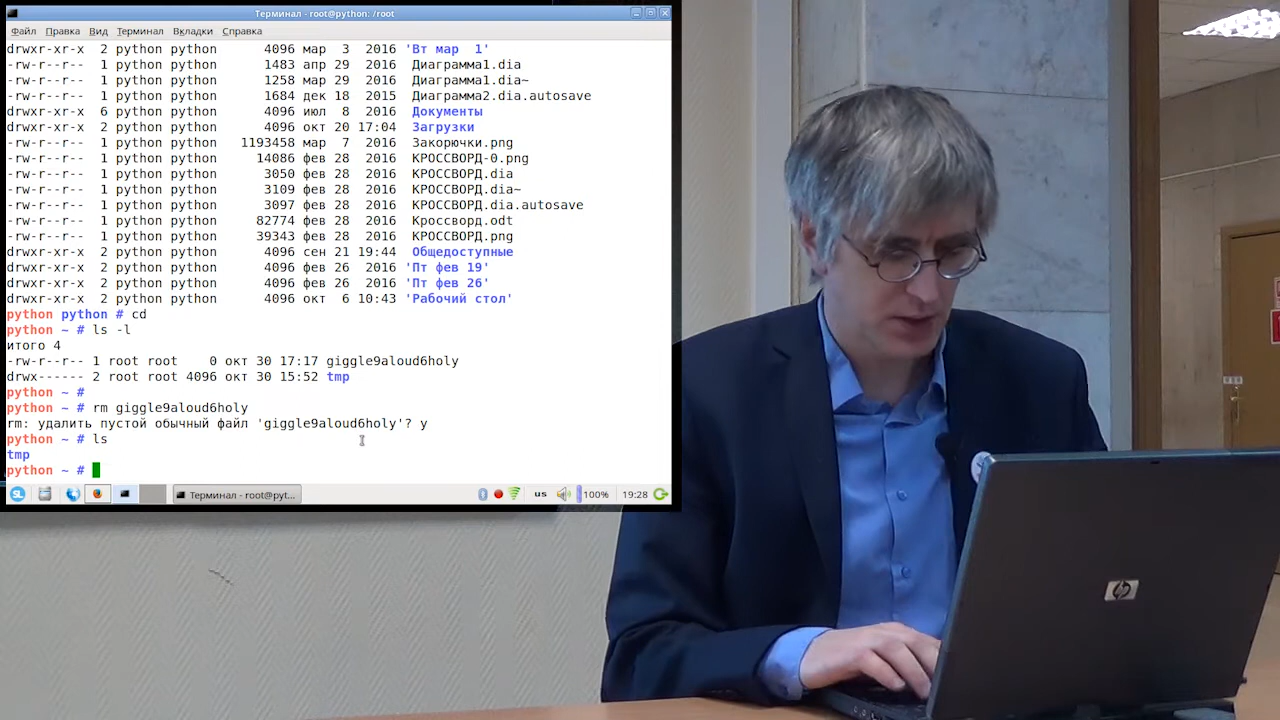 Терминал - root@python: /root
Файл Правка Вид Терминал Вкладки Справка
drwxr-xr-x 2 python python 4096 мар 3 2016 'Вт мар 1'
-rw-r--r-- 1 python python 1483 апр 29 2016 Диаграмма1.dia
-rw-r--r-- 1 python python 1258 мар 29 2016 Диаграмма1.dia~
-rw-r--r-- 1 python python 1684 дек 18 2015 Диаграмма2.dia.autosave
drwxr-xr-x 6 python python 4096 июл 8 2016 Документы
drwxr-xr-x 2 python python 4096 окт 20 17:04 Загрузки
-rw-r--r-- 1 python python 1193458 мар 7 2016 Закорючки.png
-rw-r--r-- 1 python python 14086 фев 28 2016 КРОССВОРД-0.png
-rw-r--r-- 1 python python 3050 фев 28 2016 КРОССВОРД.dia
-rw-r--r-- 1 python python 3109 фев 28 2016 КРОССВОРД.dia~
-rw-r--r-- 1 python python 3097 фев 28 2016 КРОССВОРД.dia.autosave
-rw-r--r-- 1 python python 82774 фев 28 2016 Кроссворд.odt
-rw-r--r-- 1 python python 39343 фев 28 2016 КРОССВОРД.png
drwxr-xr-x 2 python python 4096 сен 21 19:44 Общедоступные
drwxr-xr-x 2 python python 4096 фев 26 2016 'Пт фев 19'
drwxr-xr-x 2 python python 4096 фев 26 2016 'Пт фев 26'
drwxr-xr-x 2 python python 4096 окт 6 10:43 'Рабочий стол'
python python # cd
python ~ # ls -l
итого 4
-rw-r--r-- 1 root root 0 окт 30 17:17 giggle9aloud6holy
drwx------ 2 root root 4096 окт 30 15:52 tmp
python ~ #
python ~ # rm giggle9aloud6holy
rm: удалить пустой обычный файл 'giggle9aloud6holy'? y
python ~ # ls
tmp
python ~ #
SL Терминал - root@pyt... us 100% 19:28
hp